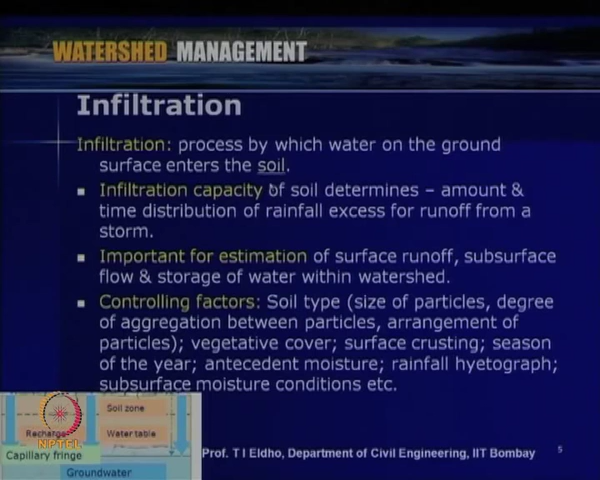 WATERSHED MANAGEMENT
Infiltration
Infiltration: process by which water on the ground
surface enters the soil.
Infiltration capacity of soil determines – amount &
time distribution of rainfall excess for runoff from a
storm.
Important for estimation of surface runoff, subsurface
flow & storage of water within watershed.
Controlling factors: Soil type (size of particles, degree
of aggregation between particles, arrangement of
particles); vegetative cover; surface crusting; season
of the year; antecedent moisture; rainfall hyetograph;
subsurface moisture conditions etc.
Soil zone
Recharge
Water table
NPTEL
Capillary fringe
Groundwater
Prof. T I Eldho, Department of Civil Engineering, IIT Bombay
5